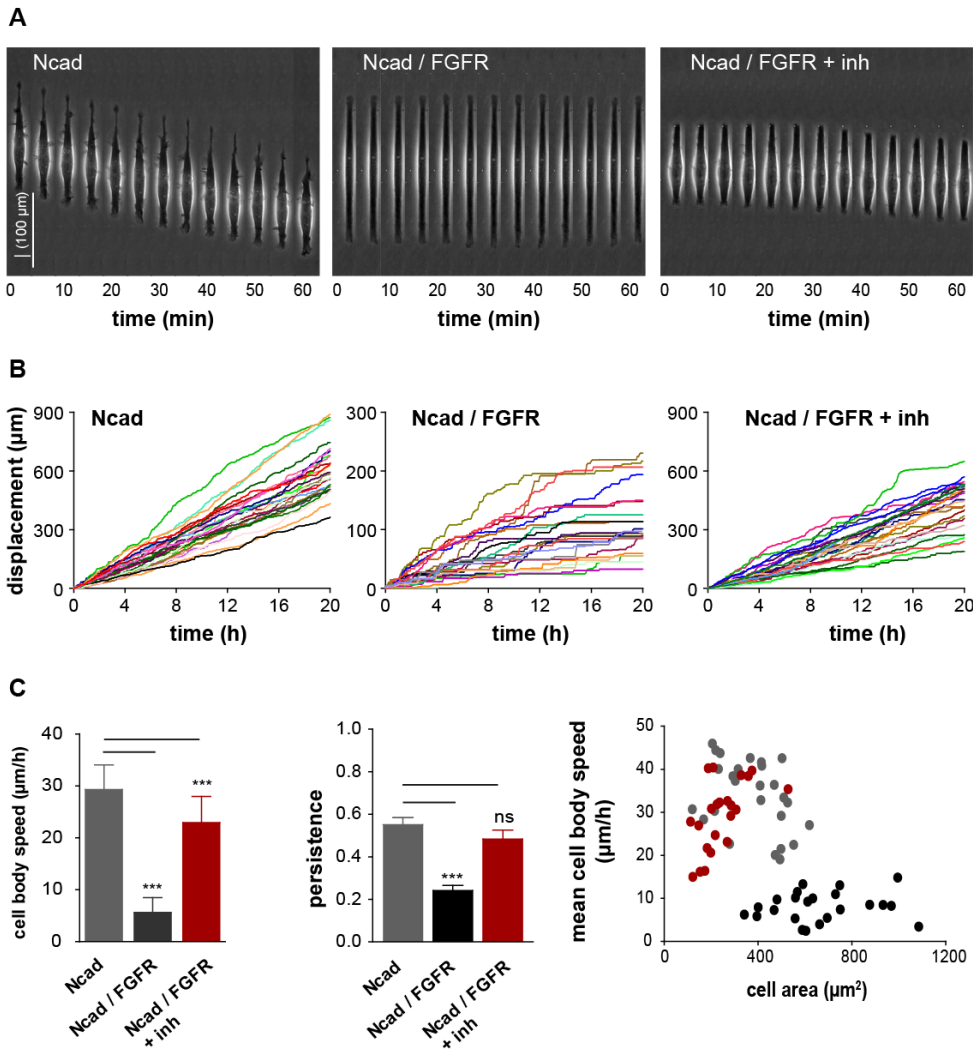 A
Ncad
Ncad / FGFR
Ncad / FGFR + inh
| (100 µm)
0 10 20 30 40 50 60
0 10 20 30 40 50 60
0 10 20 30 40 50 60
time (min)
time (min)
time (min)
B
displacement (µm)
900
600
300
0
Ncad
0 4 8 12 16 20
time (h)
300
200
100
0
Ncad / FGFR
0 4 8 12 16 20
time (h)
900
600
300
0
Ncad / FGFR + inh
0 4 8 12 16 20
time (h)
C
cell body speed (µm/h)
40
30
20
10
0
***
***
Ncad
Ncad / FGFR
Ncad / FGFR
+ inh
persistence
1.0
0.8
0.6
0.4
0.2
0.0
***
ns
Ncad
Ncad / FGFR
Ncad / FGFR
+ inh
mean cell body speed
(µm/h)
50
40
30
20
10
0
0 400 800 1200
cell area (µm²)